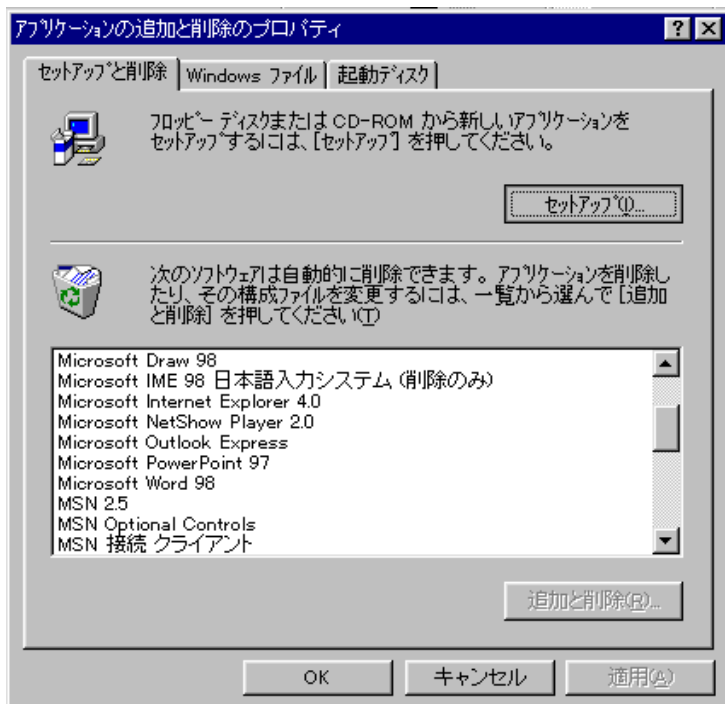 アプリケーションの追加と削除のプロパティ
セットアップと削除 Windows ファイル 起動ディスク
フロッピー ディスクまたは CD-ROM から新しいアプリケーションを
セットアップするには、[セットアップ] を押してください。
セットアップ(I)...
次のソフトウェアは自動的に削除できます。アプリケーションを削除し
たり、その構成ファイルを変更するには、一覧から選んで [追加
と削除] を押してください(T)
Microsoft Draw 98
Microsoft IME 98 日本語入力システム (削除のみ)
Microsoft Internet Explorer 4.0
Microsoft NetShow Player 2.0
Microsoft Outlook Express
Microsoft PowerPoint 97
Microsoft Word 98
MSN 2.5
MSN Optional Controls
MSN 接続 クライアント
追加と削除(R)...
OK キャンセル 適用(A)